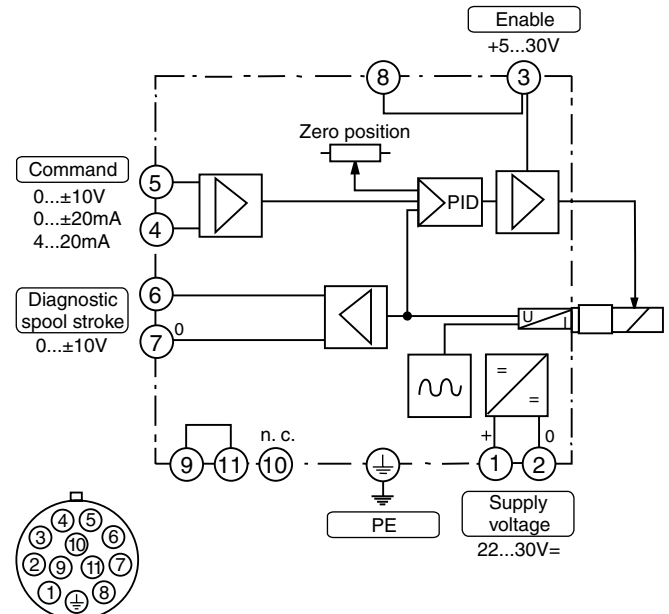 Enable
+5...30V
8
3
Zero position
Command
0...±10V
0...±20mA
4...20mA
5
4
PID
6
7
0
Diagnostic
spool stroke
0...±10V
U
I
=
=
+
0
n. c.
9
11
10
1
2
PE
Supply
voltage
22...30V=
4
5
3
10
6
2
9
11
7
1
8